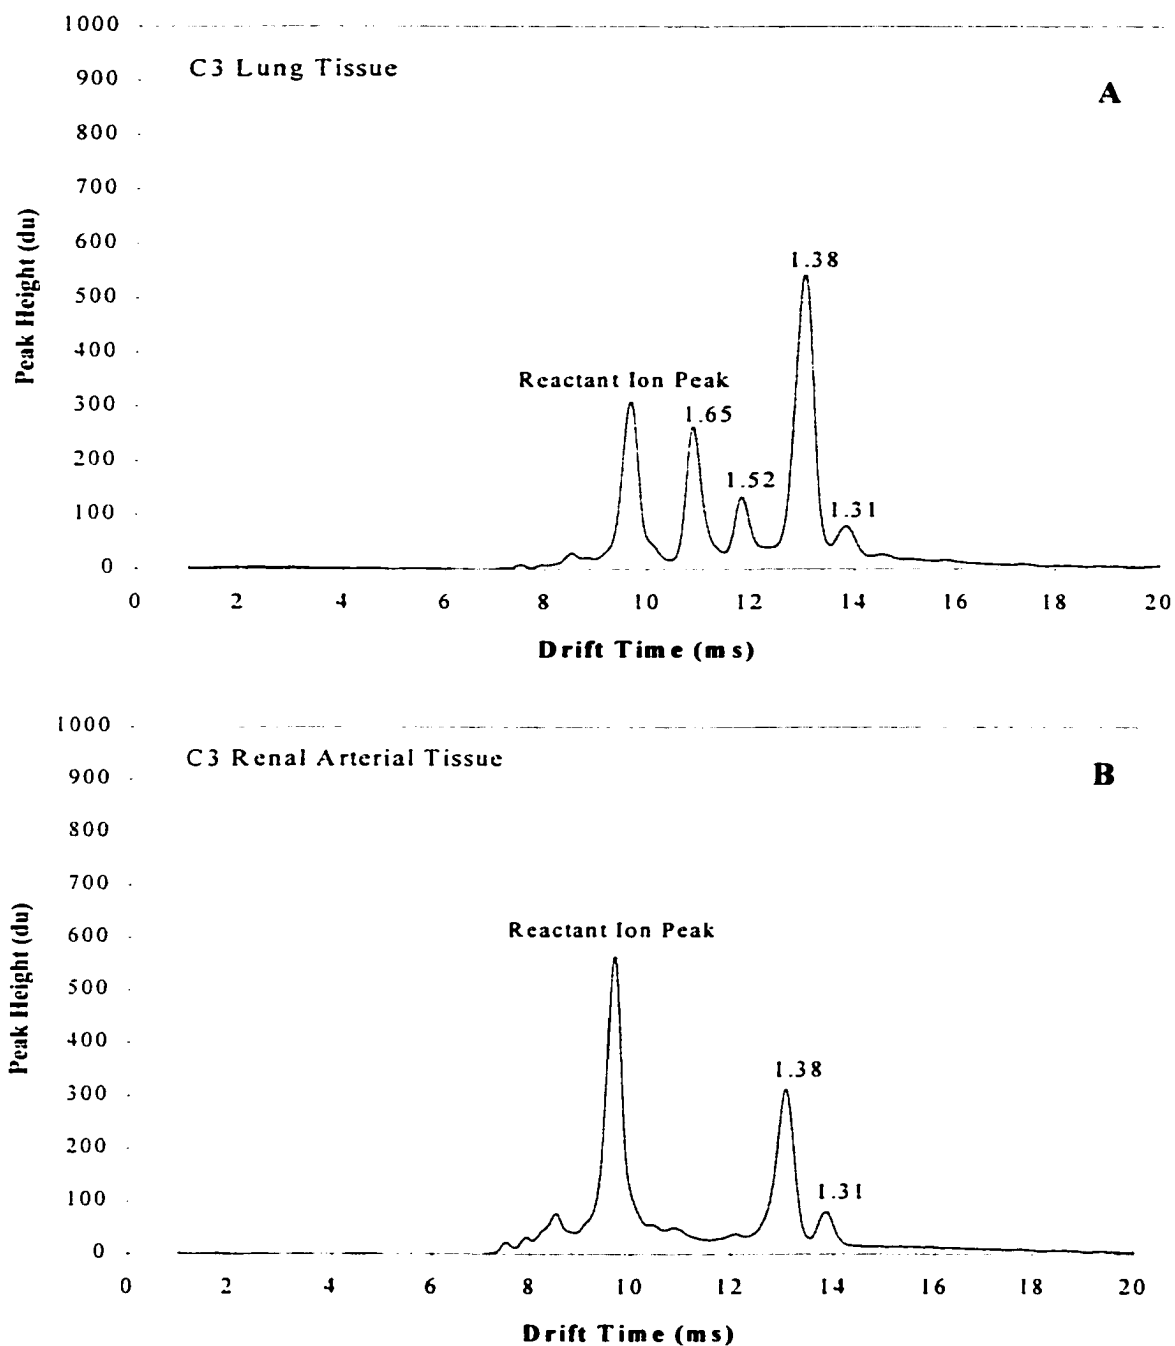 1000
C3 Lung Tissue
A
900
800
700
600
500
400
300
200
100
0
Peak Height (du)
1.38
Reactant Ion Peak
1.65
1.52
1.31
0 2 4 6 8 10 12 14 16 18 20
Drift Time (ms)
1000
C3 Renal Arterial Tissue
B
900
800
700
600
500
400
300
200
100
0
Peak Height (du)
Reactant Ion Peak
1.38
1.31
0 2 4 6 8 10 12 14 16 18 20
Drift Time (ms)